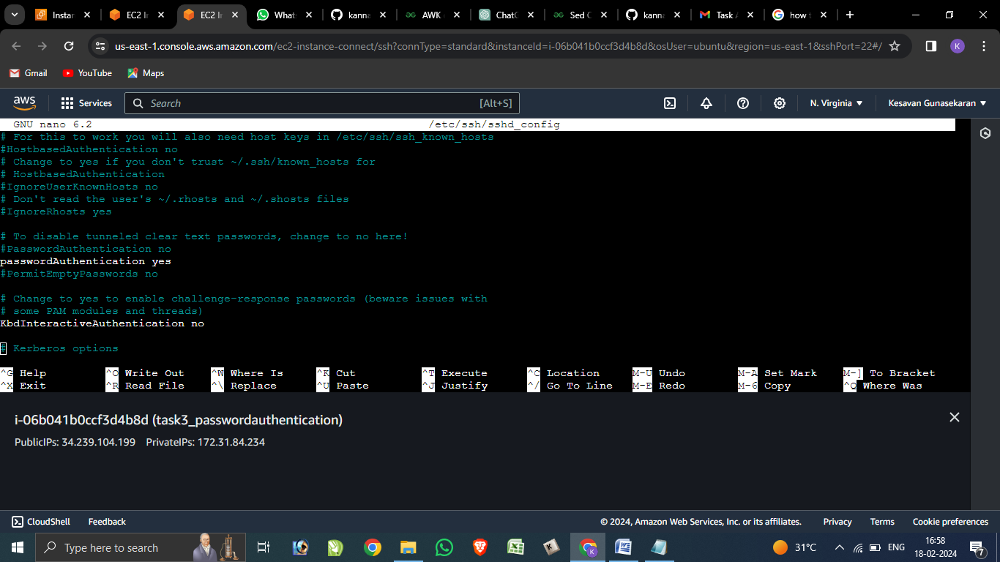 Instan
EC2 In
EC2 In
Whats
kanna
AWK
ChatG
Sed C
kanna
Task A
how t
us-east-1.console.aws.amazon.com/ec2-instance-connect/ssh?connType=standard&instanceId=i-06b041b0ccf3d4b8d&osUser=ubuntu&region=us-east-1&sshPort=22#/
K
Gmail YouTube Maps
aws Services Search [Alt+S] N. Virginia Kesavan Gunasekaran
GNU nano 6.2 /etc/ssh/sshd_config
# For this to work you will also need host keys in /etc/ssh/ssh_known_hosts
#HostbasedAuthentication no
# Change to yes if you don't trust ~/.ssh/known_hosts for
# HostbasedAuthentication
#IgnoreUserKnownHosts no
# Don't read the user's ~/.rhosts and ~/.shosts files
#IgnoreRhosts yes
# To disable tunneled clear text passwords, change to no here!
#PasswordAuthentication no
passwordAuthentication yes
#PermitEmptyPasswords no
# Change to yes to enable challenge-response passwords (beware issues with
# some PAM modules and threads)
KbdInteractiveAuthentication no
# Kerberos options
^G Help ^O Write Out ^W Where Is ^K Cut ^T Execute ^C Location M-U Undo M-A Set Mark M-] To Bracket
^X Exit ^R Read File ^\ Replace ^U Paste ^J Justify ^/ Go To Line M-E Redo M-6 Copy ^Q Where Was
i-06b041b0ccf3d4b8d (task3_passwordauthentication)
PublicIPs: 34.239.104.199 PrivateIPs: 172.31.84.234
CloudShell Feedback © 2024, Amazon Web Services, Inc. or its affiliates. Privacy Terms Cookie preferences
Type here to search 31°C ENG 16:58
18-02-2024
7